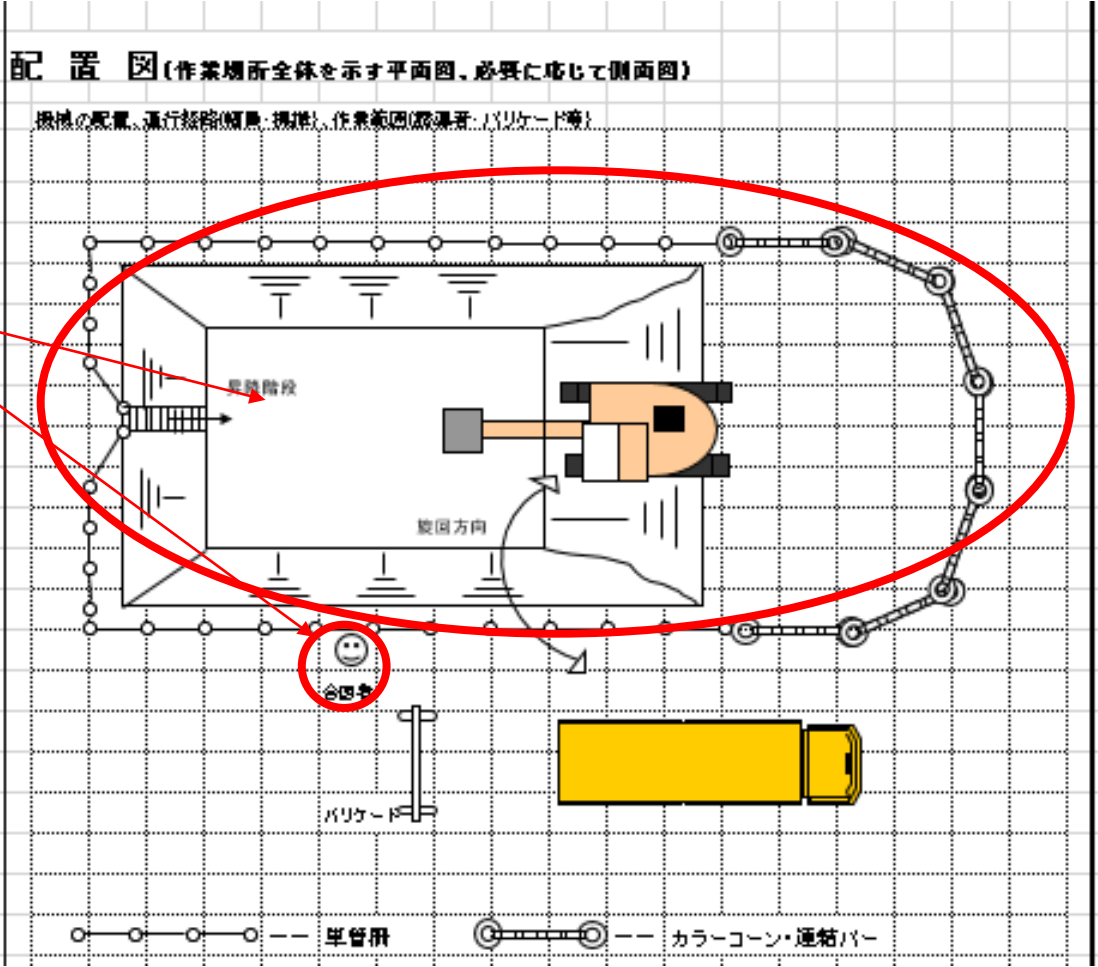 配 置 図(作業場所全体を示す平面図、必要に応じて側面図)
機械の配置、運行経路(幅員・規制)、作業範囲(誘導者・バリケード等)
昇降階段
旋回方向
合図者
バリケード
単管柵
カラーコーン・連結バー